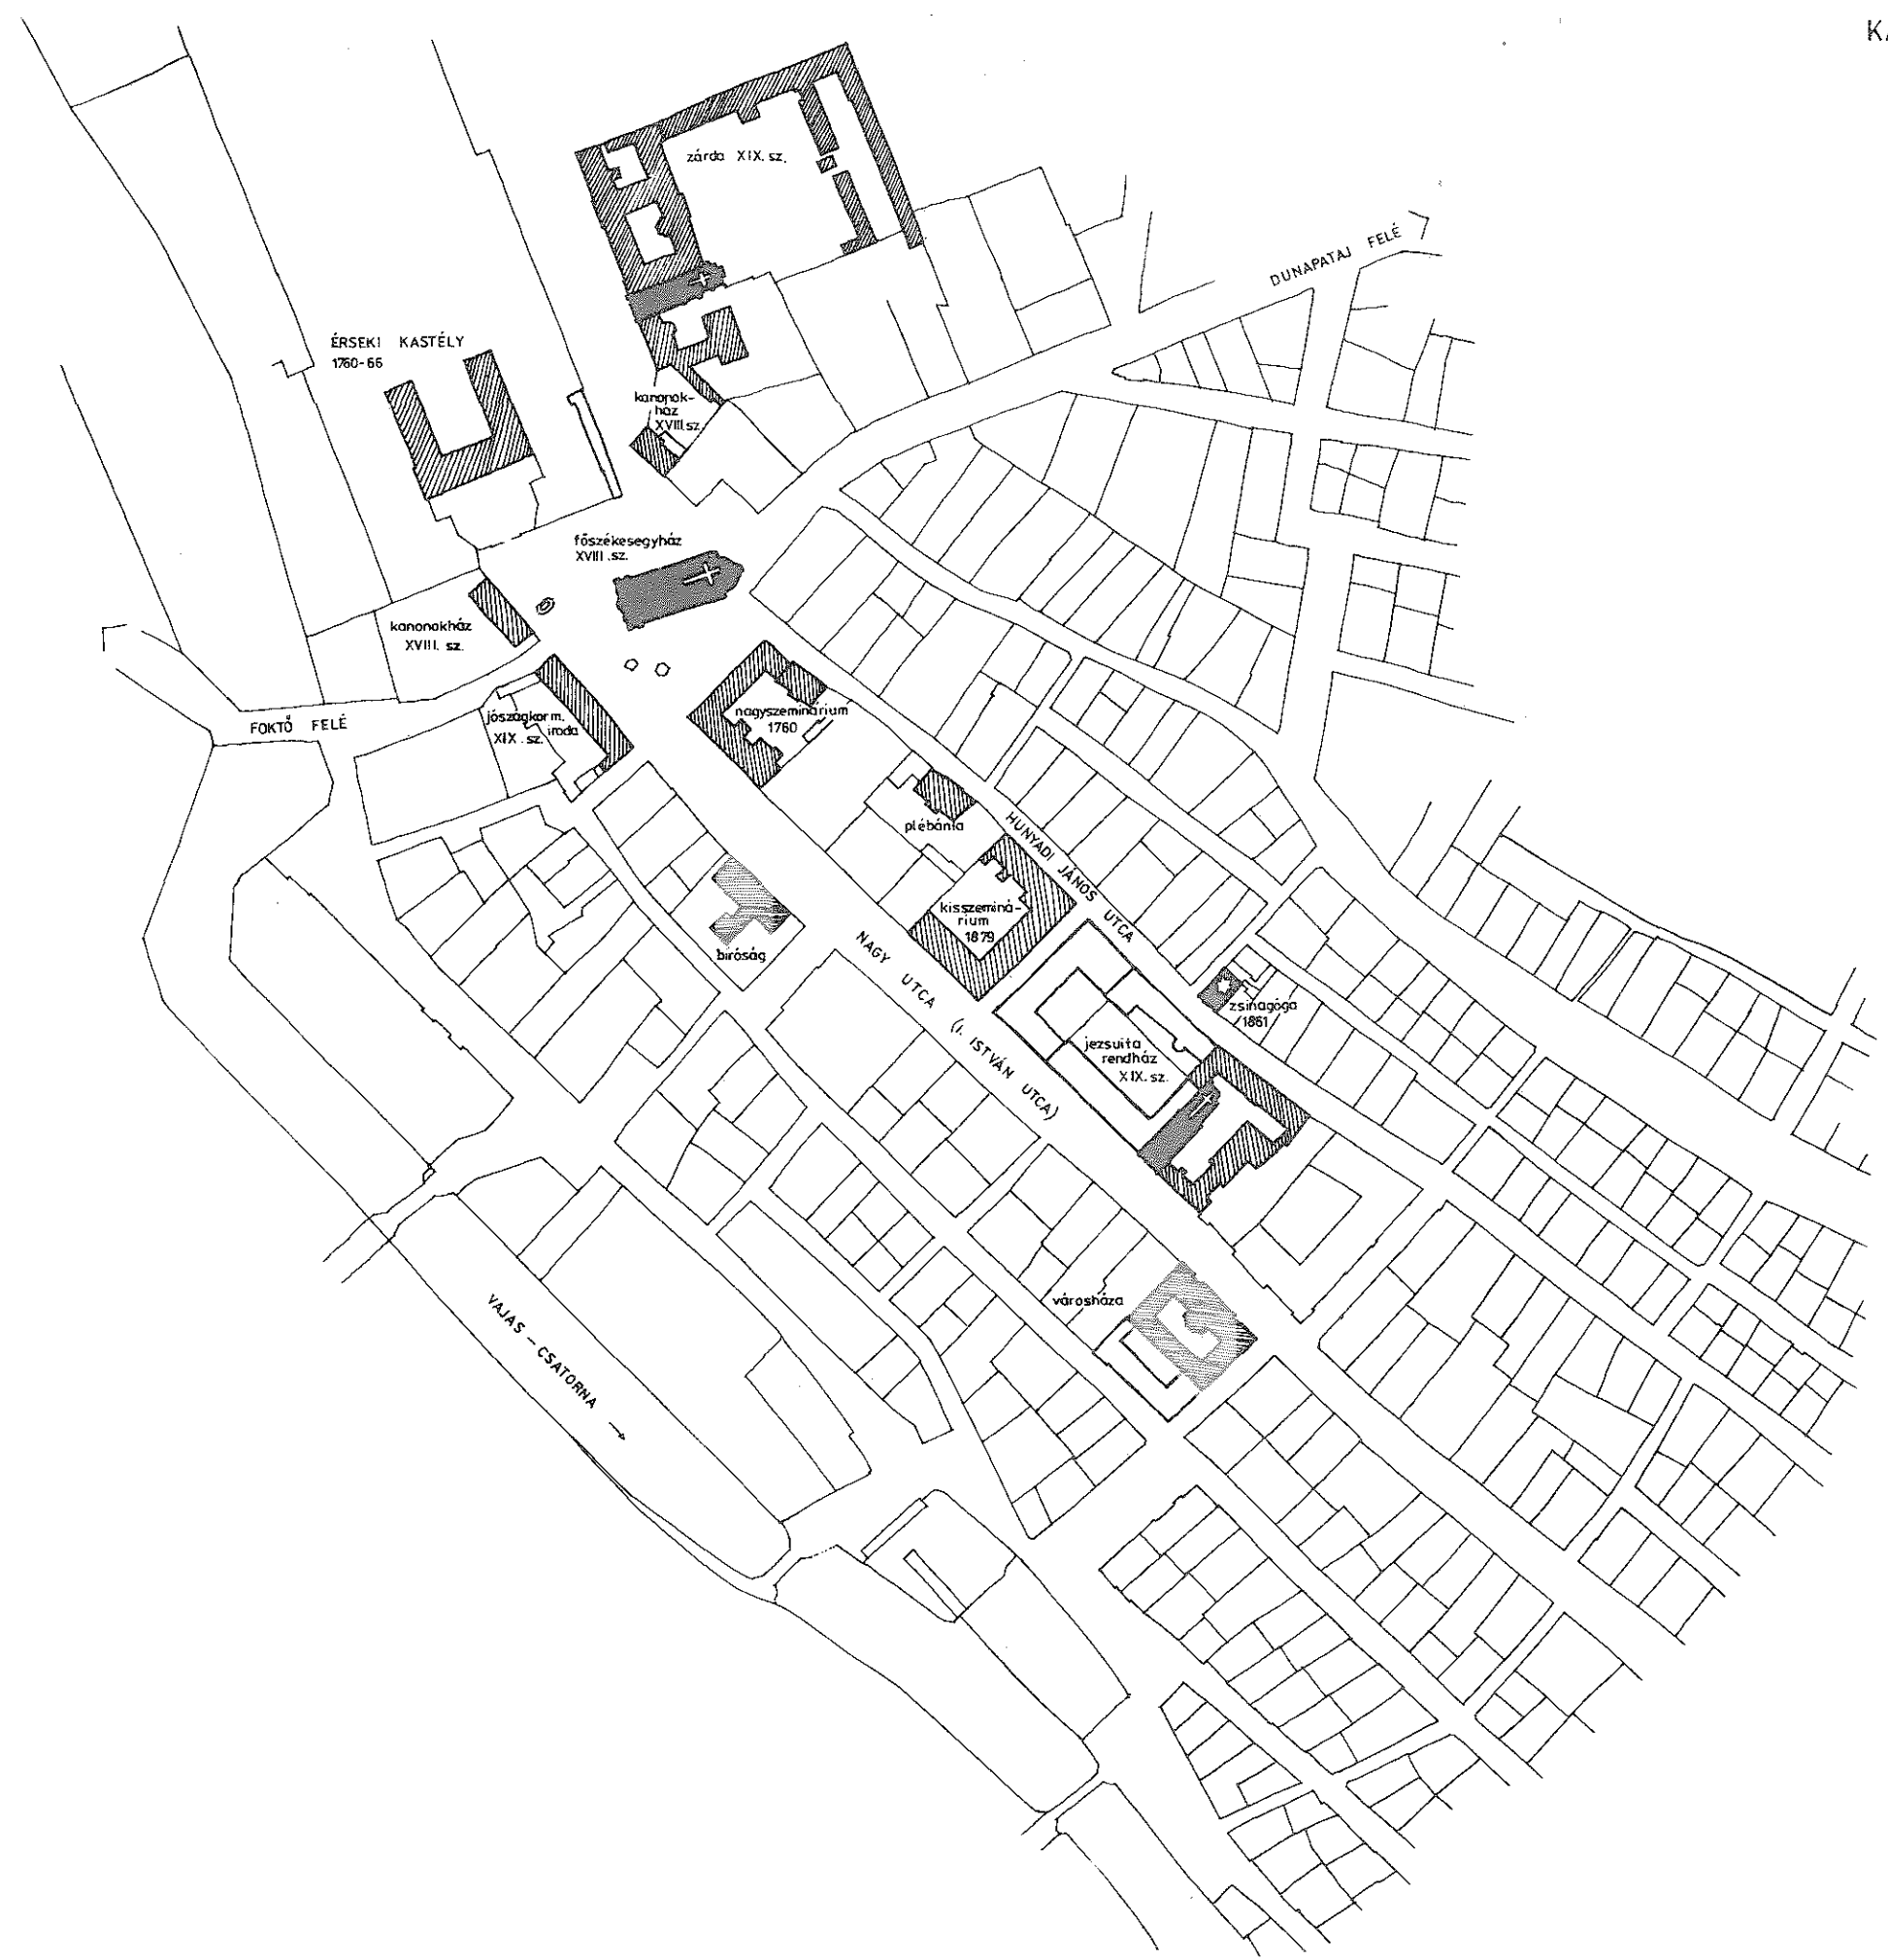 KA
zárda XIX. sz.
DUNAPATAJ FELÉ
ÉRSEKI KASTÉLY
1760-66
kanonok-
ház
XVIII. sz.
főszékesegyház
XVIII .sz.
kanonokház
XVIII. sz.
FOKTŐ FELÉ
jószágkorm.
iroda
XIX. sz.
nagyszeminárium
1760
plébánia
HUNYADI JÁNOS UTCA
kisszeminá-
rium
1879
bíróság
NAGY UTCA (I. ISTVÁN UTCA)
zsinagóga
1861
jezsuita
rendház
XIX. sz.
városháza
VAJAS - CSATORNA